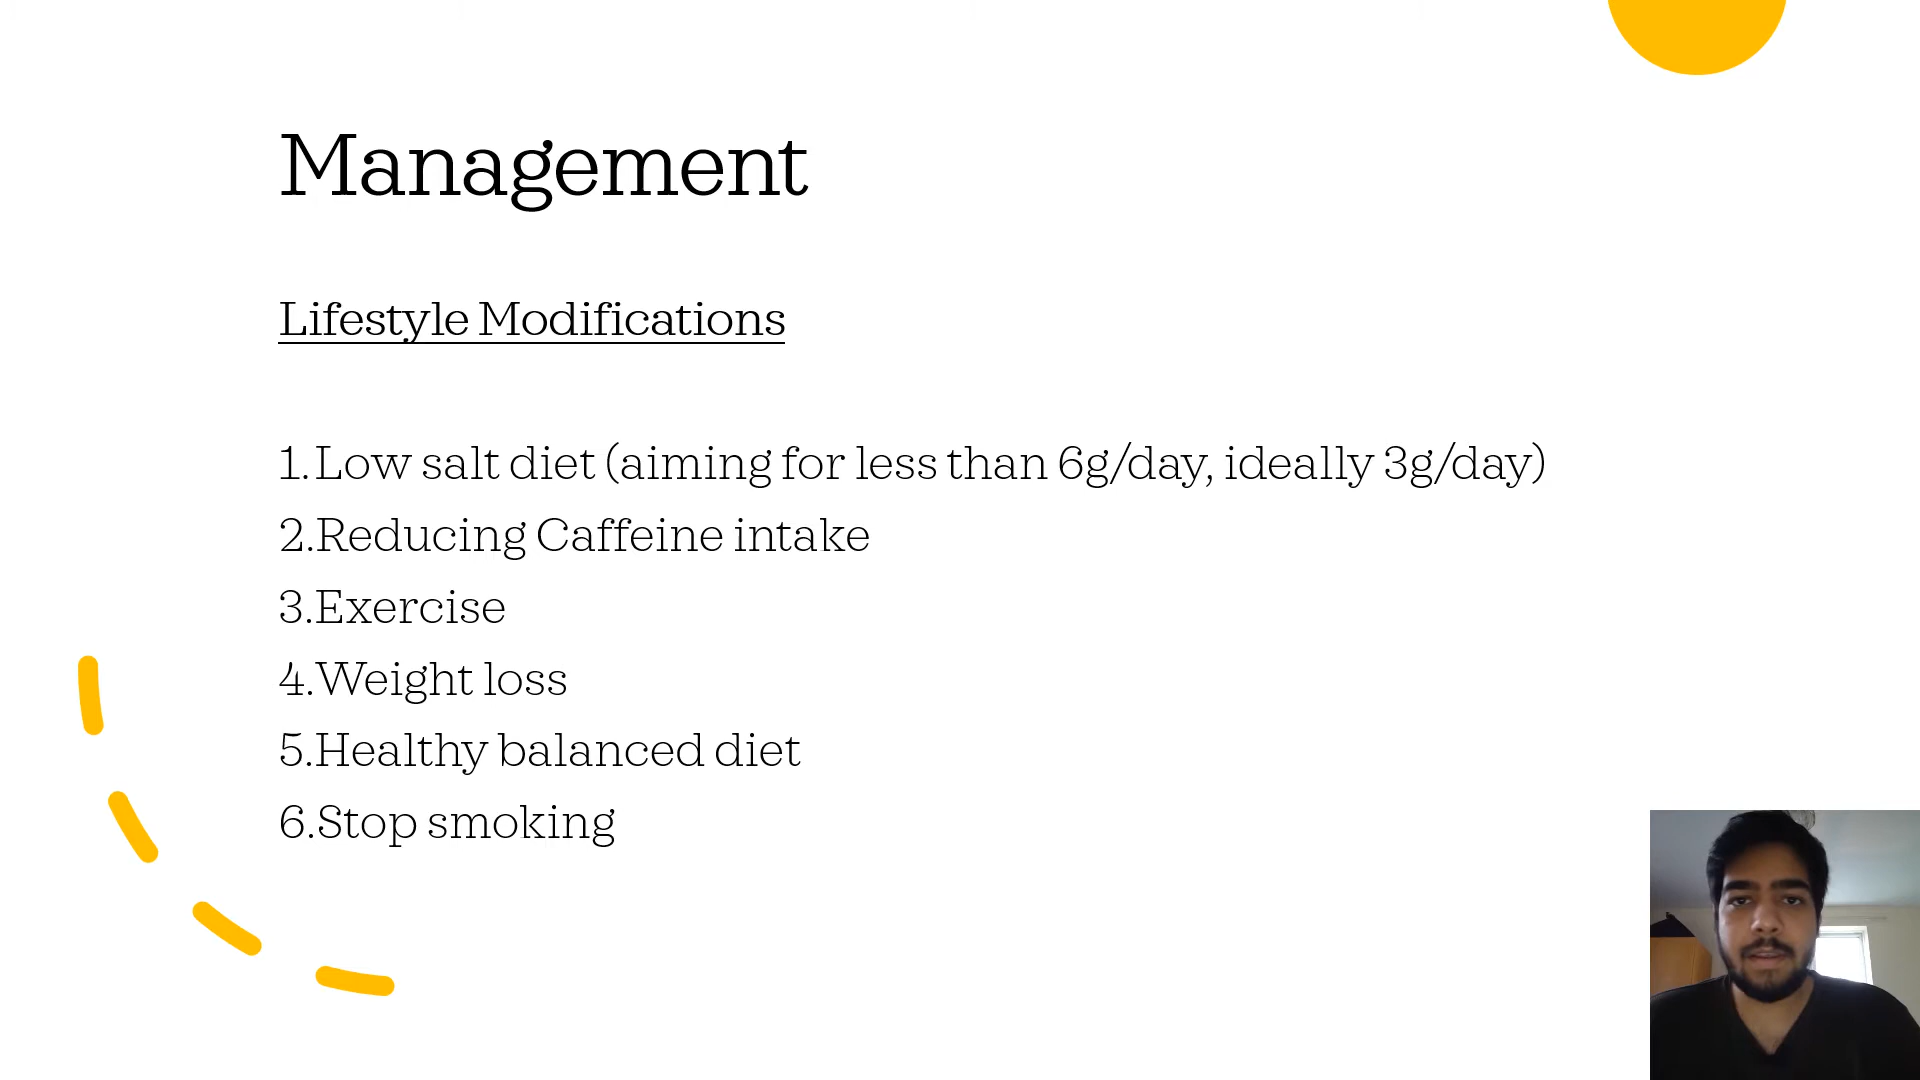 Management
Lifestyle Modifications
1. Low salt diet (aiming for less than 6g/day, ideally 3g/day)
2.Reducing Caffeine intake
3.Exercise
4.Weight loss
5.Healthy balanced diet
6.Stop smoking